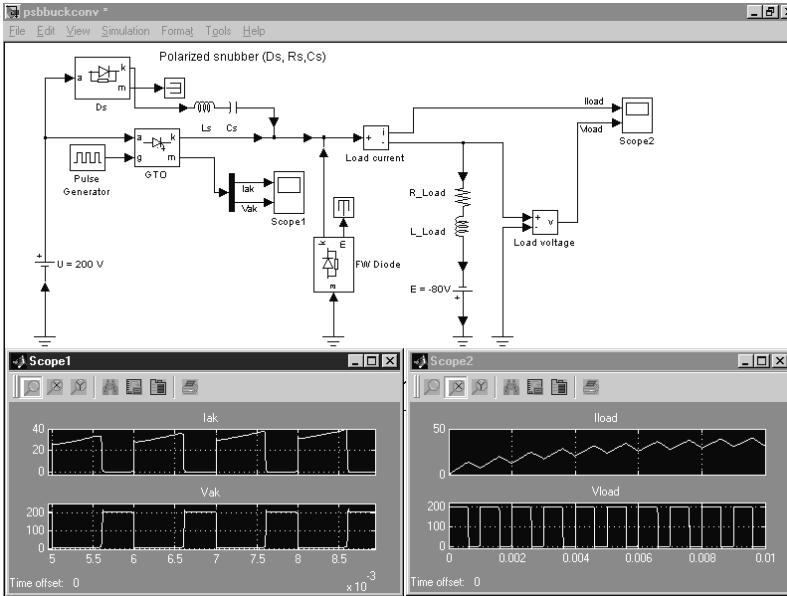 psbbuckconv *
File Edit View Simulation Format Tools Help
Polarized snubber (Ds, Rs,Cs)
a k m
Ds
Ls Cs
Pulse
Generator
a k g m
GTO
Iak
Vak
Scope1
+ i -
Load current
Iload
Vload
Scope2
k m a
FW Diode
R_Load
L_Load
+ v -
Load voltage
+
U = 200 V
E = -80V
+
Scope1
Iak
40
20
0
Vak
200
100
0
5 5.5 6 6.5 7 7.5 8 8.5
x 10 -3
Time offset: 0
Scope2
Iload
50
0
Vload
200
100
0
0 0.002 0.004 0.006 0.008 0.01
Time offset: 0